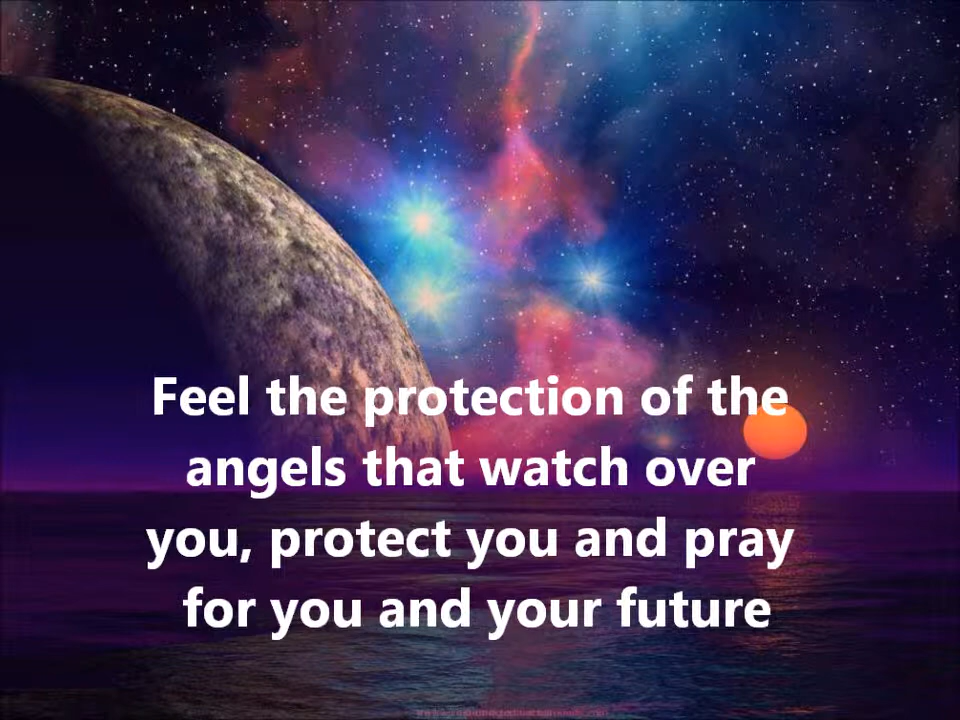 Feel the protection of the
angels that watch over
you, protect you and pray
for you and your future